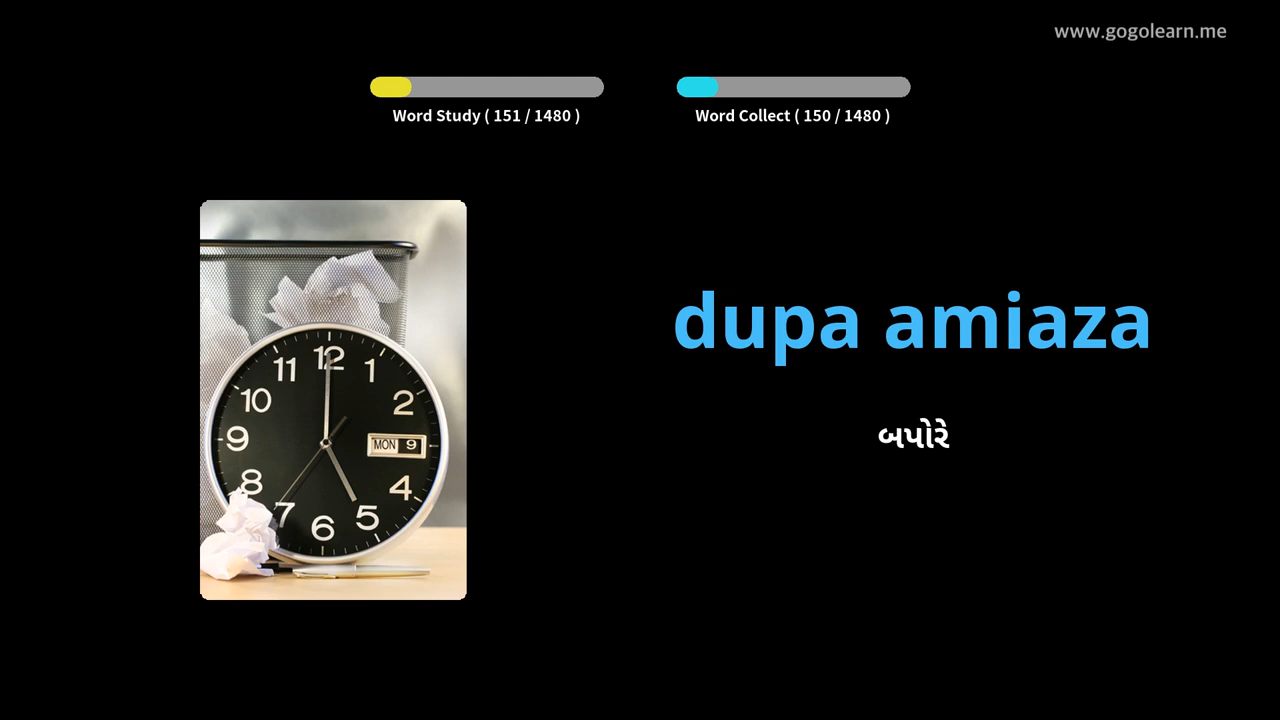 www.gogolearn.me
Word Study ( 151 / 1480 )
Word Collect ( 150 / 1480 )
dupa amiaza
બપોરે
12
11
1
10
2
9
MON 9
8
4
7
5
6